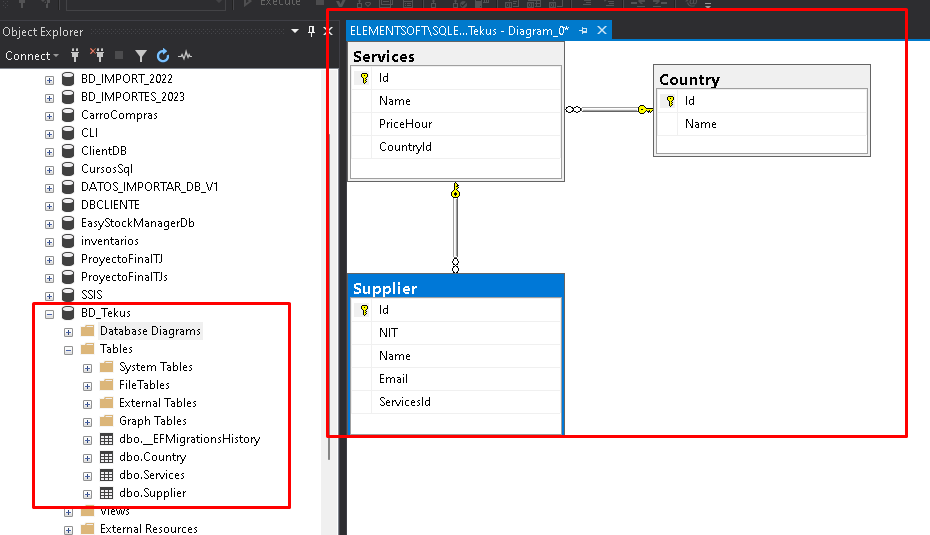 Execute
Object Explorer
Connect
BD_IMPORT_2022
BD_IMPORTES_2023
CarroCompras
CLI
ClientDB
CursosSql
DATOS_IMPORTAR_DB_V1
DBCLIENTE
EasyStockManagerDb
inventarios
ProyectoFinalTJ
ProyectoFinalTJs
SSIS
BD_Tekus
Database Diagrams
Tables
System Tables
FileTables
External Tables
Graph Tables
dbo.__EFMigrationsHistory
dbo.Country
dbo.Services
dbo.Supplier
Views
External Resources
ELEMENTSOFT\SQLE...Tekus - Diagram_0*
Services
Id
Name
PriceHour
CountryId
Country
Id
Name
Supplier
Id
NIT
Name
Email
ServicesId